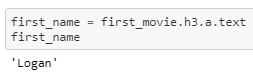 first_name = first_movie.h3.a.text
first_name
'Logan'